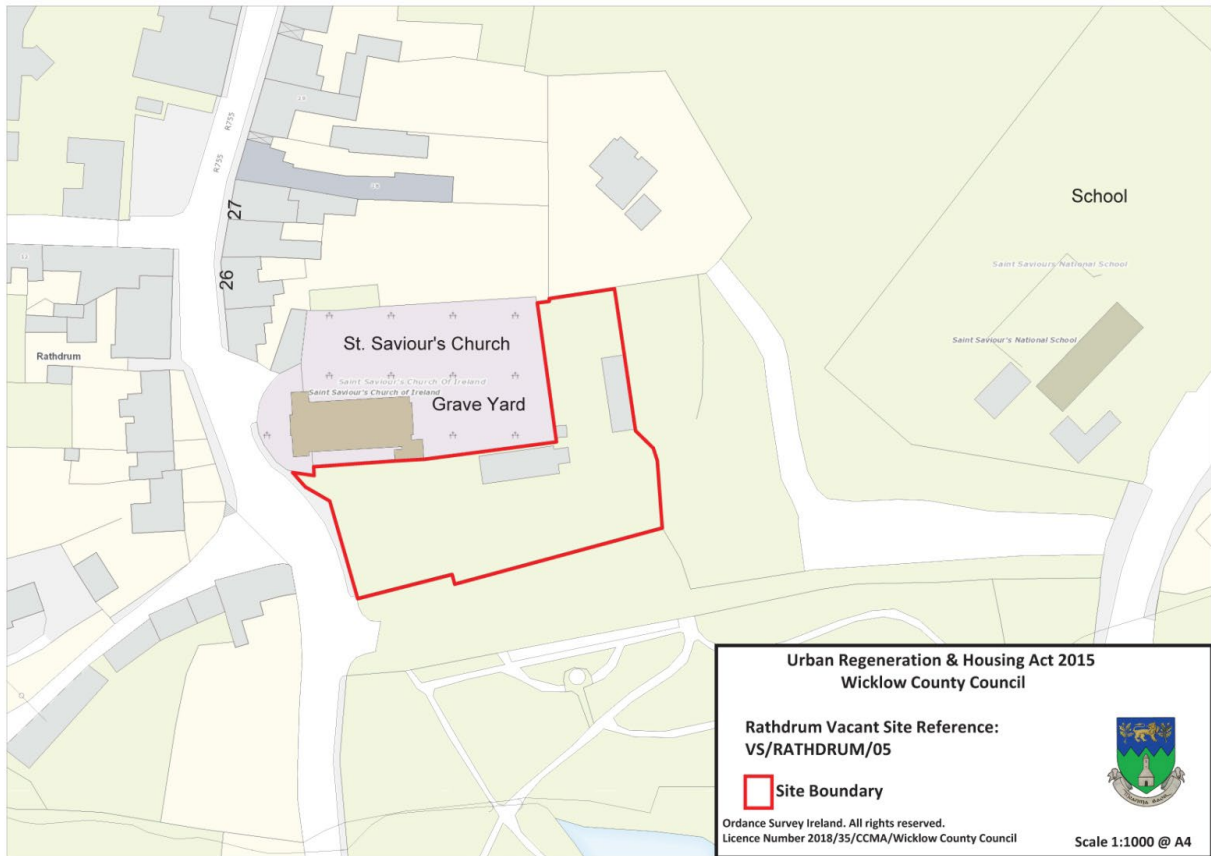 R755
R755
27
26
Rathdrum
St. Saviour's Church
Saint Saviour's Church Of Ireland
Saint Saviour's Church of Ireland
Grave Yard
School
Saint Saviours National School
Saint Saviour's National School
Urban Regeneration & Housing Act 2015
Wicklow County Council
Rathdrum Vacant Site Reference:
VS/RATHDRUM/05
Site Boundary
Ordance Survey Ireland. All rights reserved.
Licence Number 2018/35/CCMA/Wicklow County Council
Scale 1:1000 @ A4